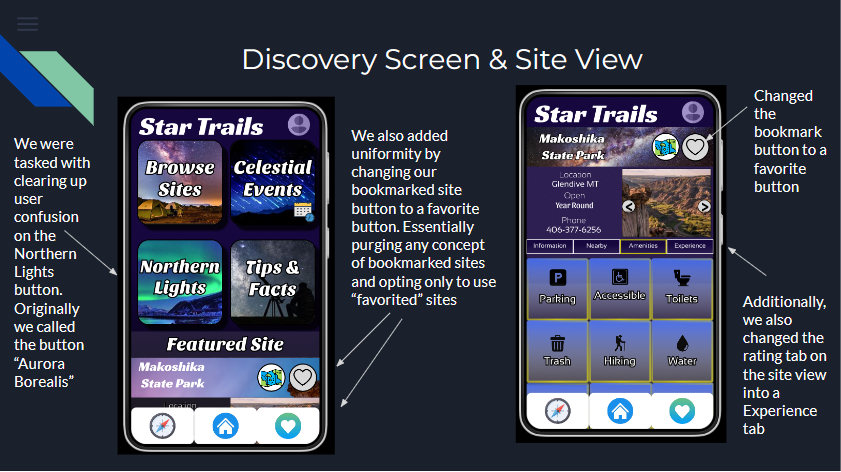 Discovery Screen & Site View
We were
tasked with
clearing up
user
confusion
on the
Northern
Lights
button.
Originally
we called
the button
“Aurora
Borealis”
Star Trails
Browse
Sites
Celestial
Events
Northern
Lights
Tips &
Facts
Featured Site
Makoshika
State Park
We also added
uniformity by
changing our
bookmarked site
button to a favorite
button. Essentially
purging any concept
of bookmarked sites
and opting only to use
“favorited” sites
Star Trails
Makoshika
State Park
Location
Glendive MT
Open
Year Round
Phone
406-377-6256
Information
Nearby
Amenities
Experience
Parking
Accessible
Toilets
Trash
Hiking
Water
Changed
the
bookmark
button to a
favorite
button
Additionally,
we also
changed the
rating tab on
the site view
into a
Experience
tab